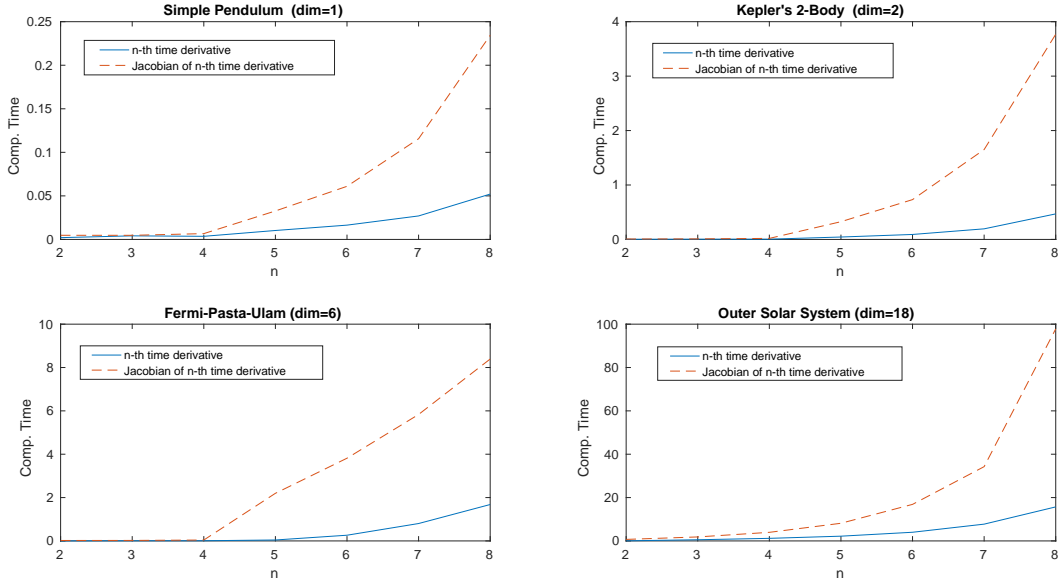 Simple Pendulum (dim=1)
0.25
0.2
0.15
0.1
0.05
0
Comp. Time
n-th time derivative
Jacobian of n-th time derivative
2 3 4 5 6 7 8
n
Kepler's 2-Body (dim=2)
4
3
2
1
0
Comp. Time
n-th time derivative
Jacobian of n-th time derivative
2 3 4 5 6 7 8
n
Fermi-Pasta-Ulam (dim=6)
10
8
6
4
2
0
Comp. Time
n-th time derivative
Jacobian of n-th time derivative
2 3 4 5 6 7 8
n
Outer Solar System (dim=18)
100
80
60
40
20
0
Comp. Time
n-th time derivative
Jacobian of n-th time derivative
2 3 4 5 6 7 8
n